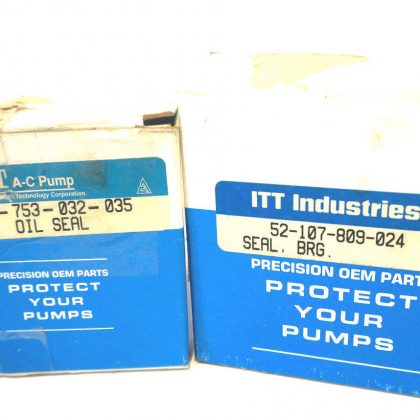 A-C Pump
Technology Corporation
-753-032-035
OIL SEAL
PRECISION OEM PARTS
PROTECT
YOUR
PUMPS
ITT Industries
52-107-809-024
SEAL, BRG.
PRECISION OEM PARTS
PROTECT
YOUR
PUMPS